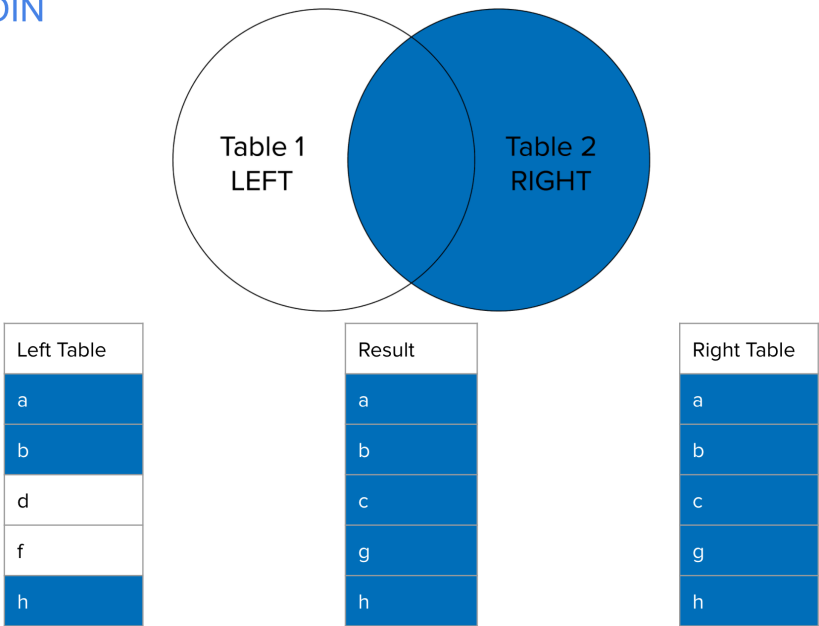 OIN
Table 1
LEFT
Table 2
RIGHT
Left Table
a
b
d
f
h
Result
a
b
c
g
h
Right Table
a
b
c
g
h